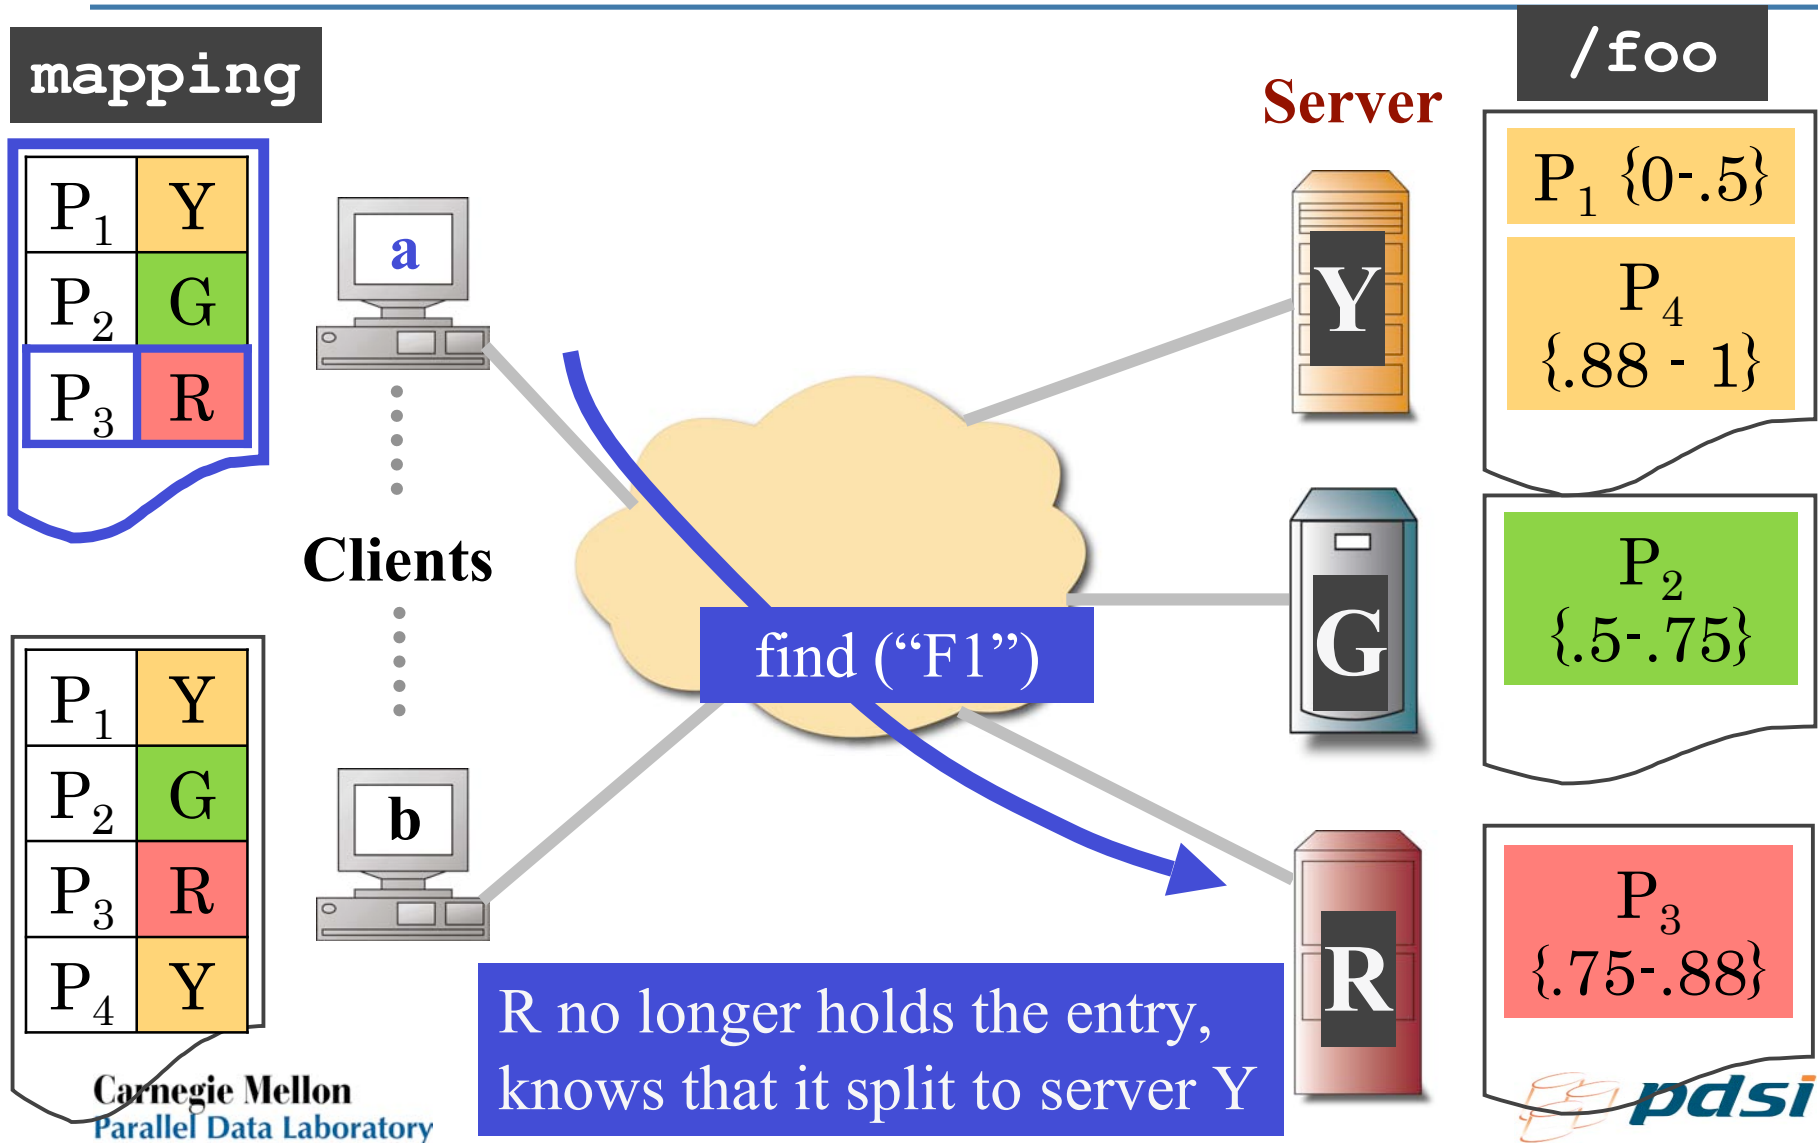 mapping
/foo
Server
P1 Y
P2 G
P3 R
a
Y
P1 {0-.5}
P4
{.88 - 1}
Clients
find (“F1”)
G
P2
{.5-.75}
P1 Y
P2 G
P3 R
P4 Y
b
R
P3
{.75-.88}
R no longer holds the entry,
knows that it split to server Y
Carnegie Mellon
Parallel Data Laboratory
pdsi